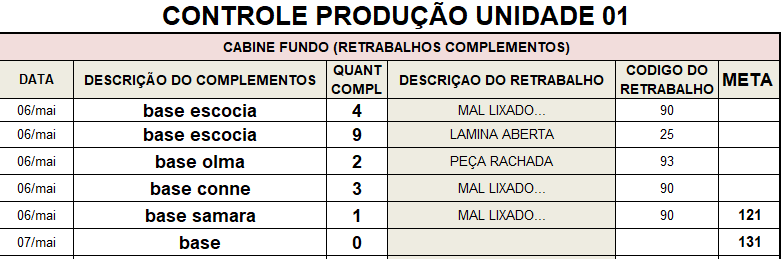 CONTROLE PRODUÇÃO UNIDADE 01
CABINE FUNDO (RETRABALHOS COMPLEMENTOS)
DATA DESCRIÇÃO DO COMPLEMENTOS QUANT COMPL DESCRIÇAO DO RETRABALHO CODIGO DO RETRABALHO META
06/mai base escocia 4 MAL LIXADO... 90
06/mai base escocia 9 LAMINA ABERTA 25
06/mai base olma 2 PEÇA RACHADA 93
06/mai base conne 3 MAL LIXADO... 90
06/mai base samara 1 MAL LIXADO... 90 121
07/mai base 0 131